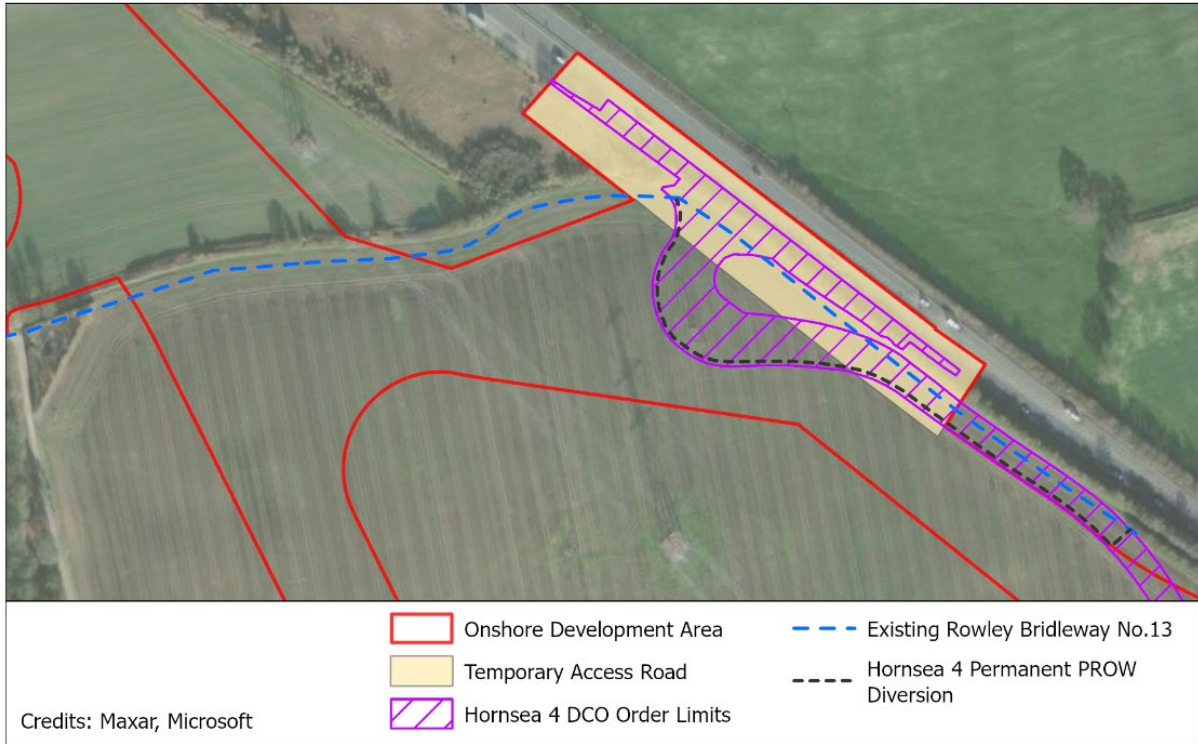 Onshore Development Area
Temporary Access Road
Hornsea 4 DCO Order Limits
Existing Rowley Bridleway No.13
Hornsea 4 Permanent PROW
Diversion
Credits: Maxar, Microsoft